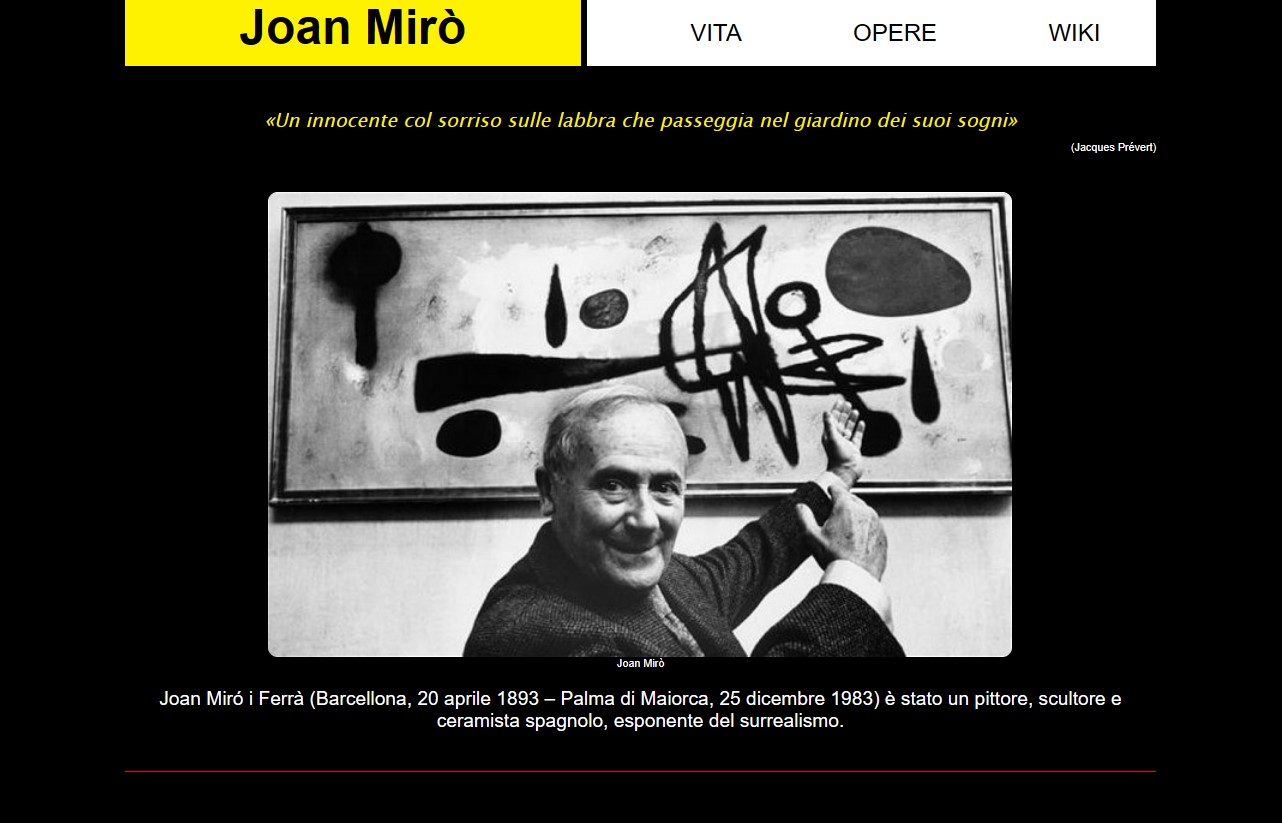 Joan Mirò
VITA OPERE WIKI
«Un innocente col sorriso sulle labbra che passeggia nel giardino dei suoi sogni»
(Jacques Prévert)
Joan Mirò
Joan Miró i Ferrà (Barcellona, 20 aprile 1893 – Palma di Maiorca, 25 dicembre 1983) è stato un pittore, scultore e
ceramista spagnolo, esponente del surrealismo.